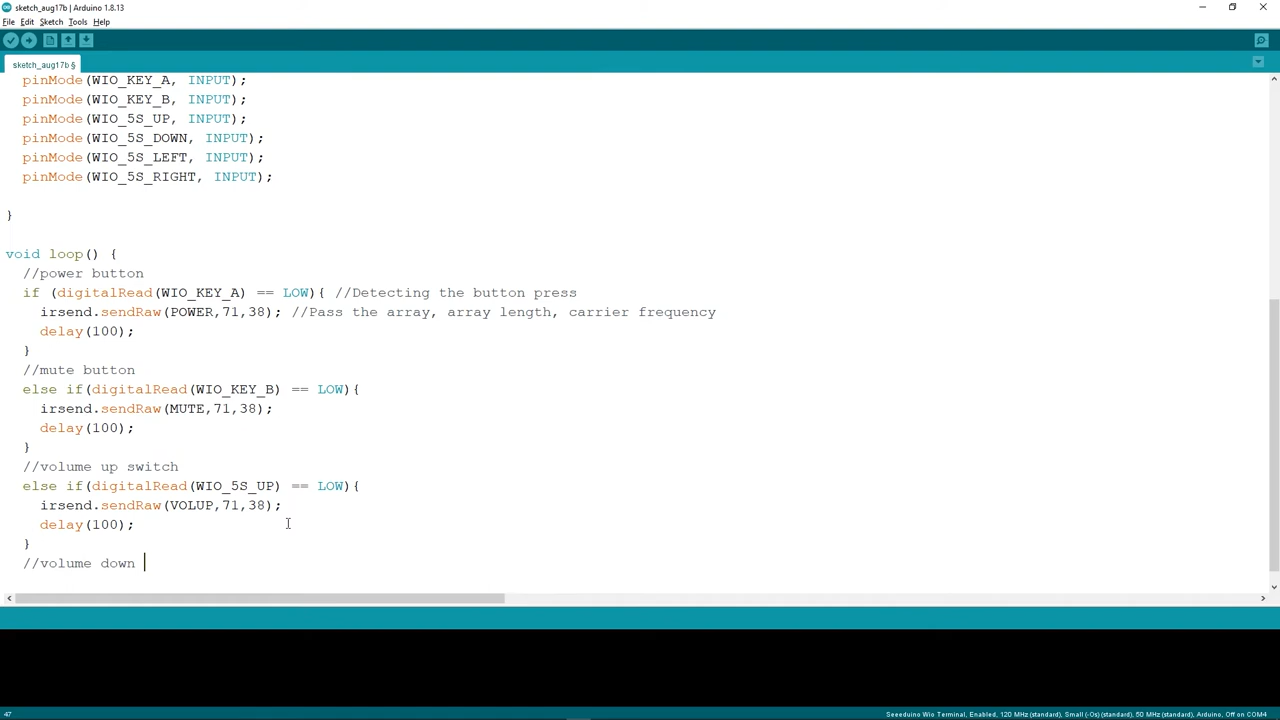 sketch_aug17b | Arduino 1.8.13
File Edit Sketch Tools Help
sketch_aug17b §
pinMode(WIO_KEY_A, INPUT);
pinMode(WIO_KEY_B, INPUT);
pinMode(WIO_5S_UP, INPUT);
pinMode(WIO_5S_DOWN, INPUT);
pinMode(WIO_5S_LEFT, INPUT);
pinMode(WIO_5S_RIGHT, INPUT);
}
void loop() {
//power button
if (digitalRead(WIO_KEY_A) == LOW){ //Detecting the button press
irsend.sendRaw(POWER,71,38); //Pass the array, array length, carrier frequency
delay(100);
}
//mute button
else if(digitalRead(WIO_KEY_B) == LOW){
irsend.sendRaw(MUTE,71,38);
delay(100);
}
//volume up switch
else if(digitalRead(WIO_5S_UP) == LOW){
irsend.sendRaw(VOLUP,71,38);
delay(100);
}
//volume down
47 Seeeduino Wio Terminal, Enabled, 120 MHz (standard), Small (-Os) (standard), 50 MHz (standard), Arduino, Off on COM4